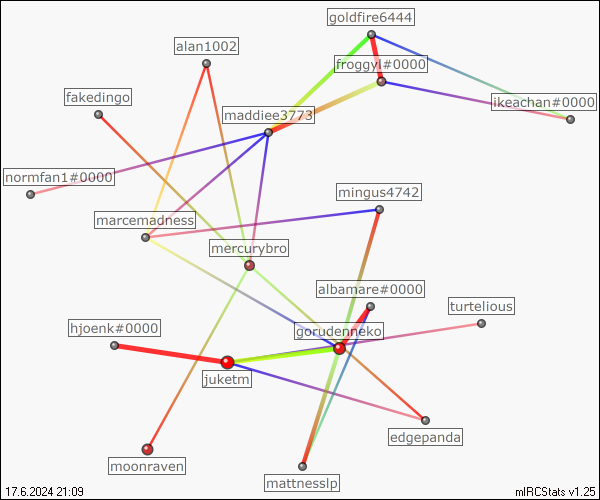 goldfire6444
alan1002
froggyl#0000
fakedingo
ikeachan#0000
maddiee3773
normfan1#0000
mingus4742
marcemadness
mercurybro
albamare#0000
turtelious
hjoenk#0000
gorudenneko
juketm
edgepanda
moonraven
mattnesslp
17.6.2024 21:09
mIRCStats v1.25